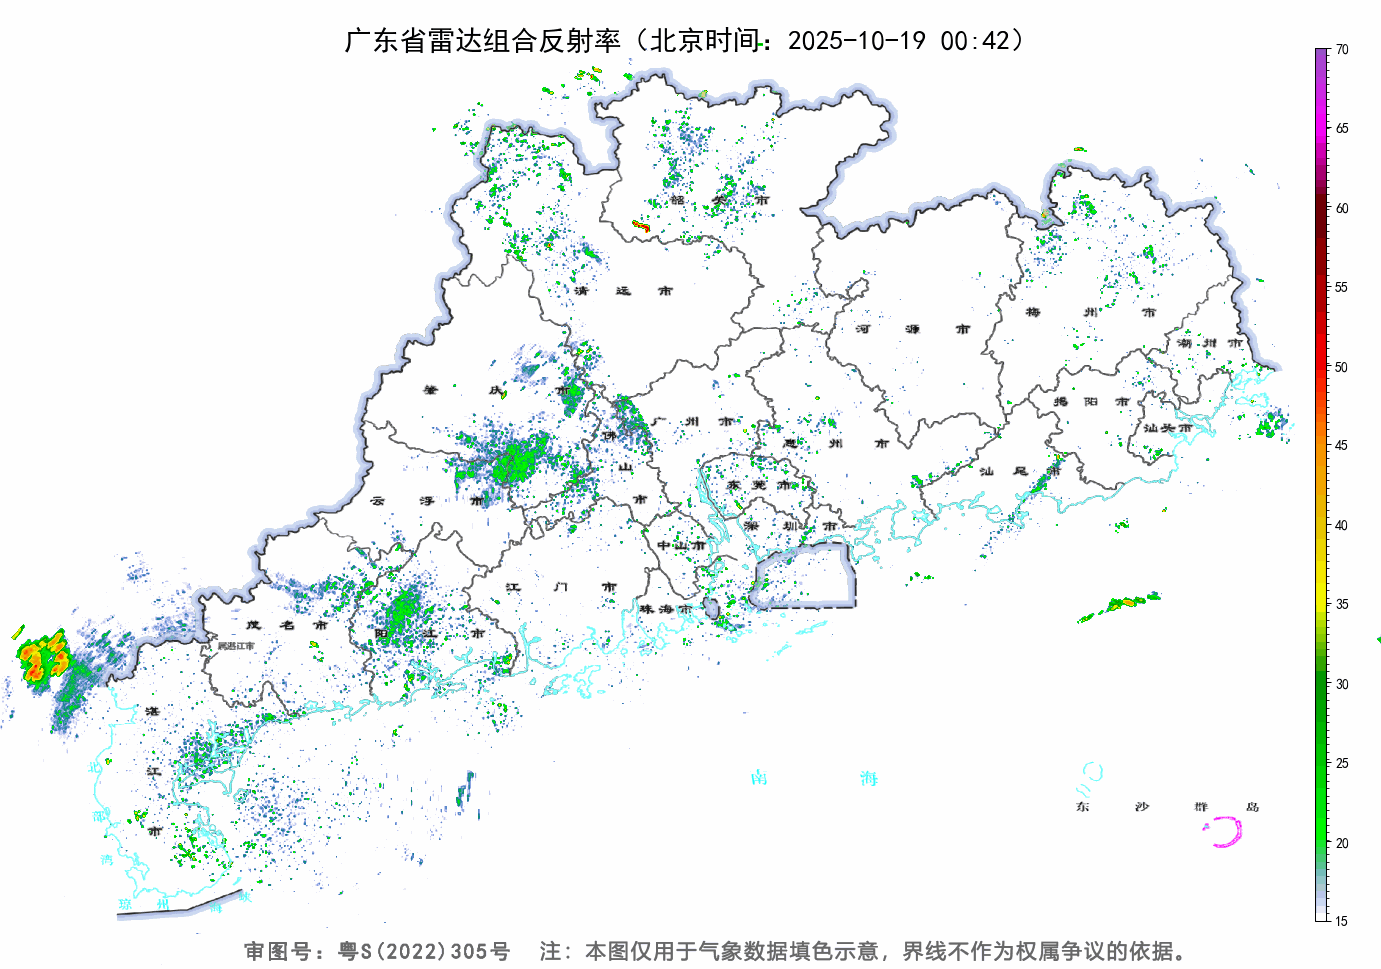 广东省雷达组合反射率（北京时间：2025-10-19 00:42）
70
65
60
55
50
45
40
35
30
25
20
15
韶关市
清远市
河源市
梅州市
潮州市
肇庆市
广州市
佛山市
惠州市
揭阳市
汕头市
云浮市
东莞市
汕尾市
深圳市
中山市
江门市
珠海市
茂名市
阳江市
属湛江市
湛江市
北部湾
南海
东沙群岛
琼州海峡
审图号：粤S(2022)305号 注：本图仅用于气象数据填色示意，界线不作为权属争议的依据。